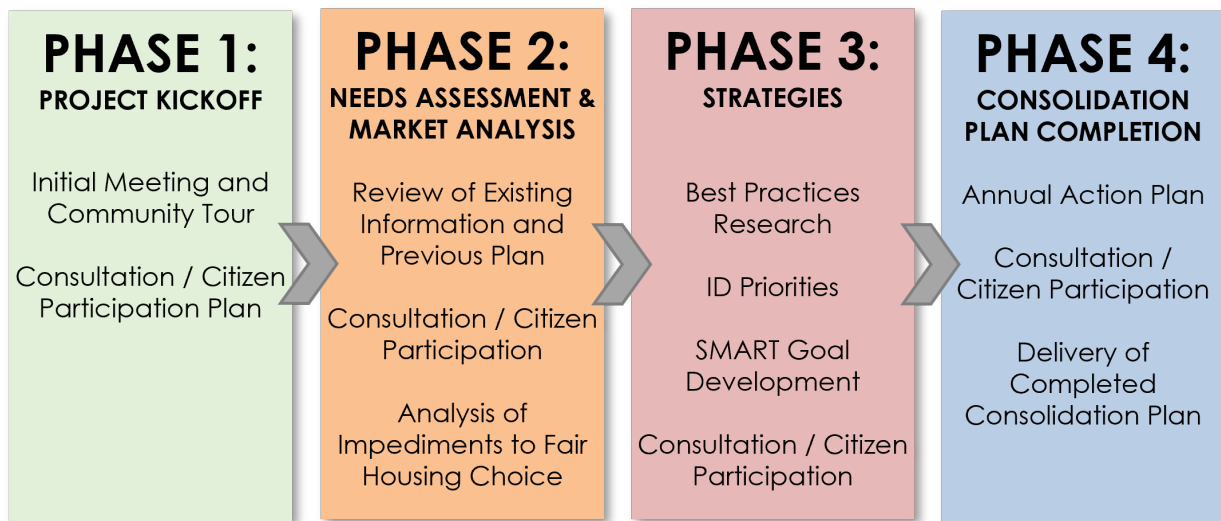 PHASE 1:
PROJECT KICKOFF
Initial Meeting and
Community Tour
Consultation / Citizen
Participation Plan
PHASE 2:
NEEDS ASSESSMENT &
MARKET ANALYSIS
Review of Existing
Information and
Previous Plan
Consultation / Citizen
Participation
Analysis of
Impediments to Fair
Housing Choice
PHASE 3:
STRATEGIES
Best Practices
Research
ID Priorities
SMART Goal
Development
Consultation / Citizen
Participation
PHASE 4:
CONSOLIDATION
PLAN COMPLETION
Annual Action Plan
Consultation /
Citizen Participation
Delivery of
Completed
Consolidation Plan